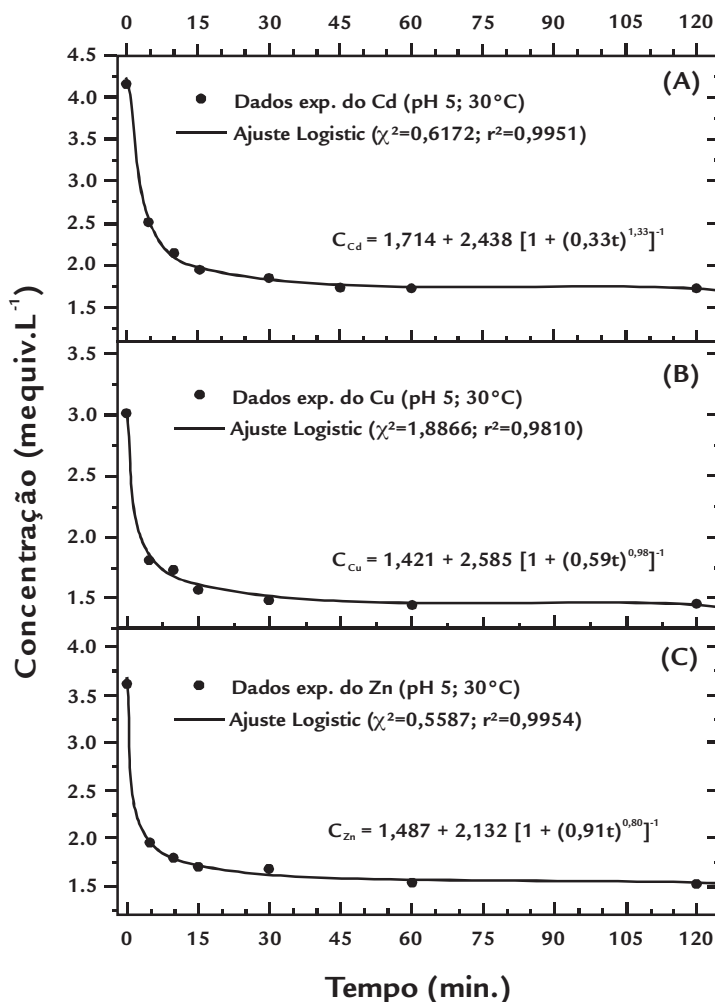 0 15 30 45 60 75 90 105 120
4.5
(A)
Dados exp. do Cd (pH 5; 30°C)
4.0
Ajuste Logistic (χ²=0,6172; r²=0,9951)
3.5
3.0
2.5
C_Cd = 1,714 + 2,438 [1 + (0,33t)^1,33]^-1
2.0
1.5
3.5
(B)
Dados exp. do Cu (pH 5; 30°C)
3.0
Ajuste Logistic (χ²=1,8866; r²=0,9810)
2.5
2.0
C_Cu = 1,421 + 2,585 [1 + (0,59t)^0,98]^-1
1.5
4.0
(C)
3.5
Dados exp. do Zn (pH 5; 30°C)
Ajuste Logistic (χ²=0,5587; r²=0,9954)
3.0
2.5
2.0
C_Zn = 1,487 + 2,132 [1 + (0,91t)^0,80]^-1
1.5
0 15 30 45 60 75 90 105 120
Concentração (mequiv.L^-1)
Tempo (min.)